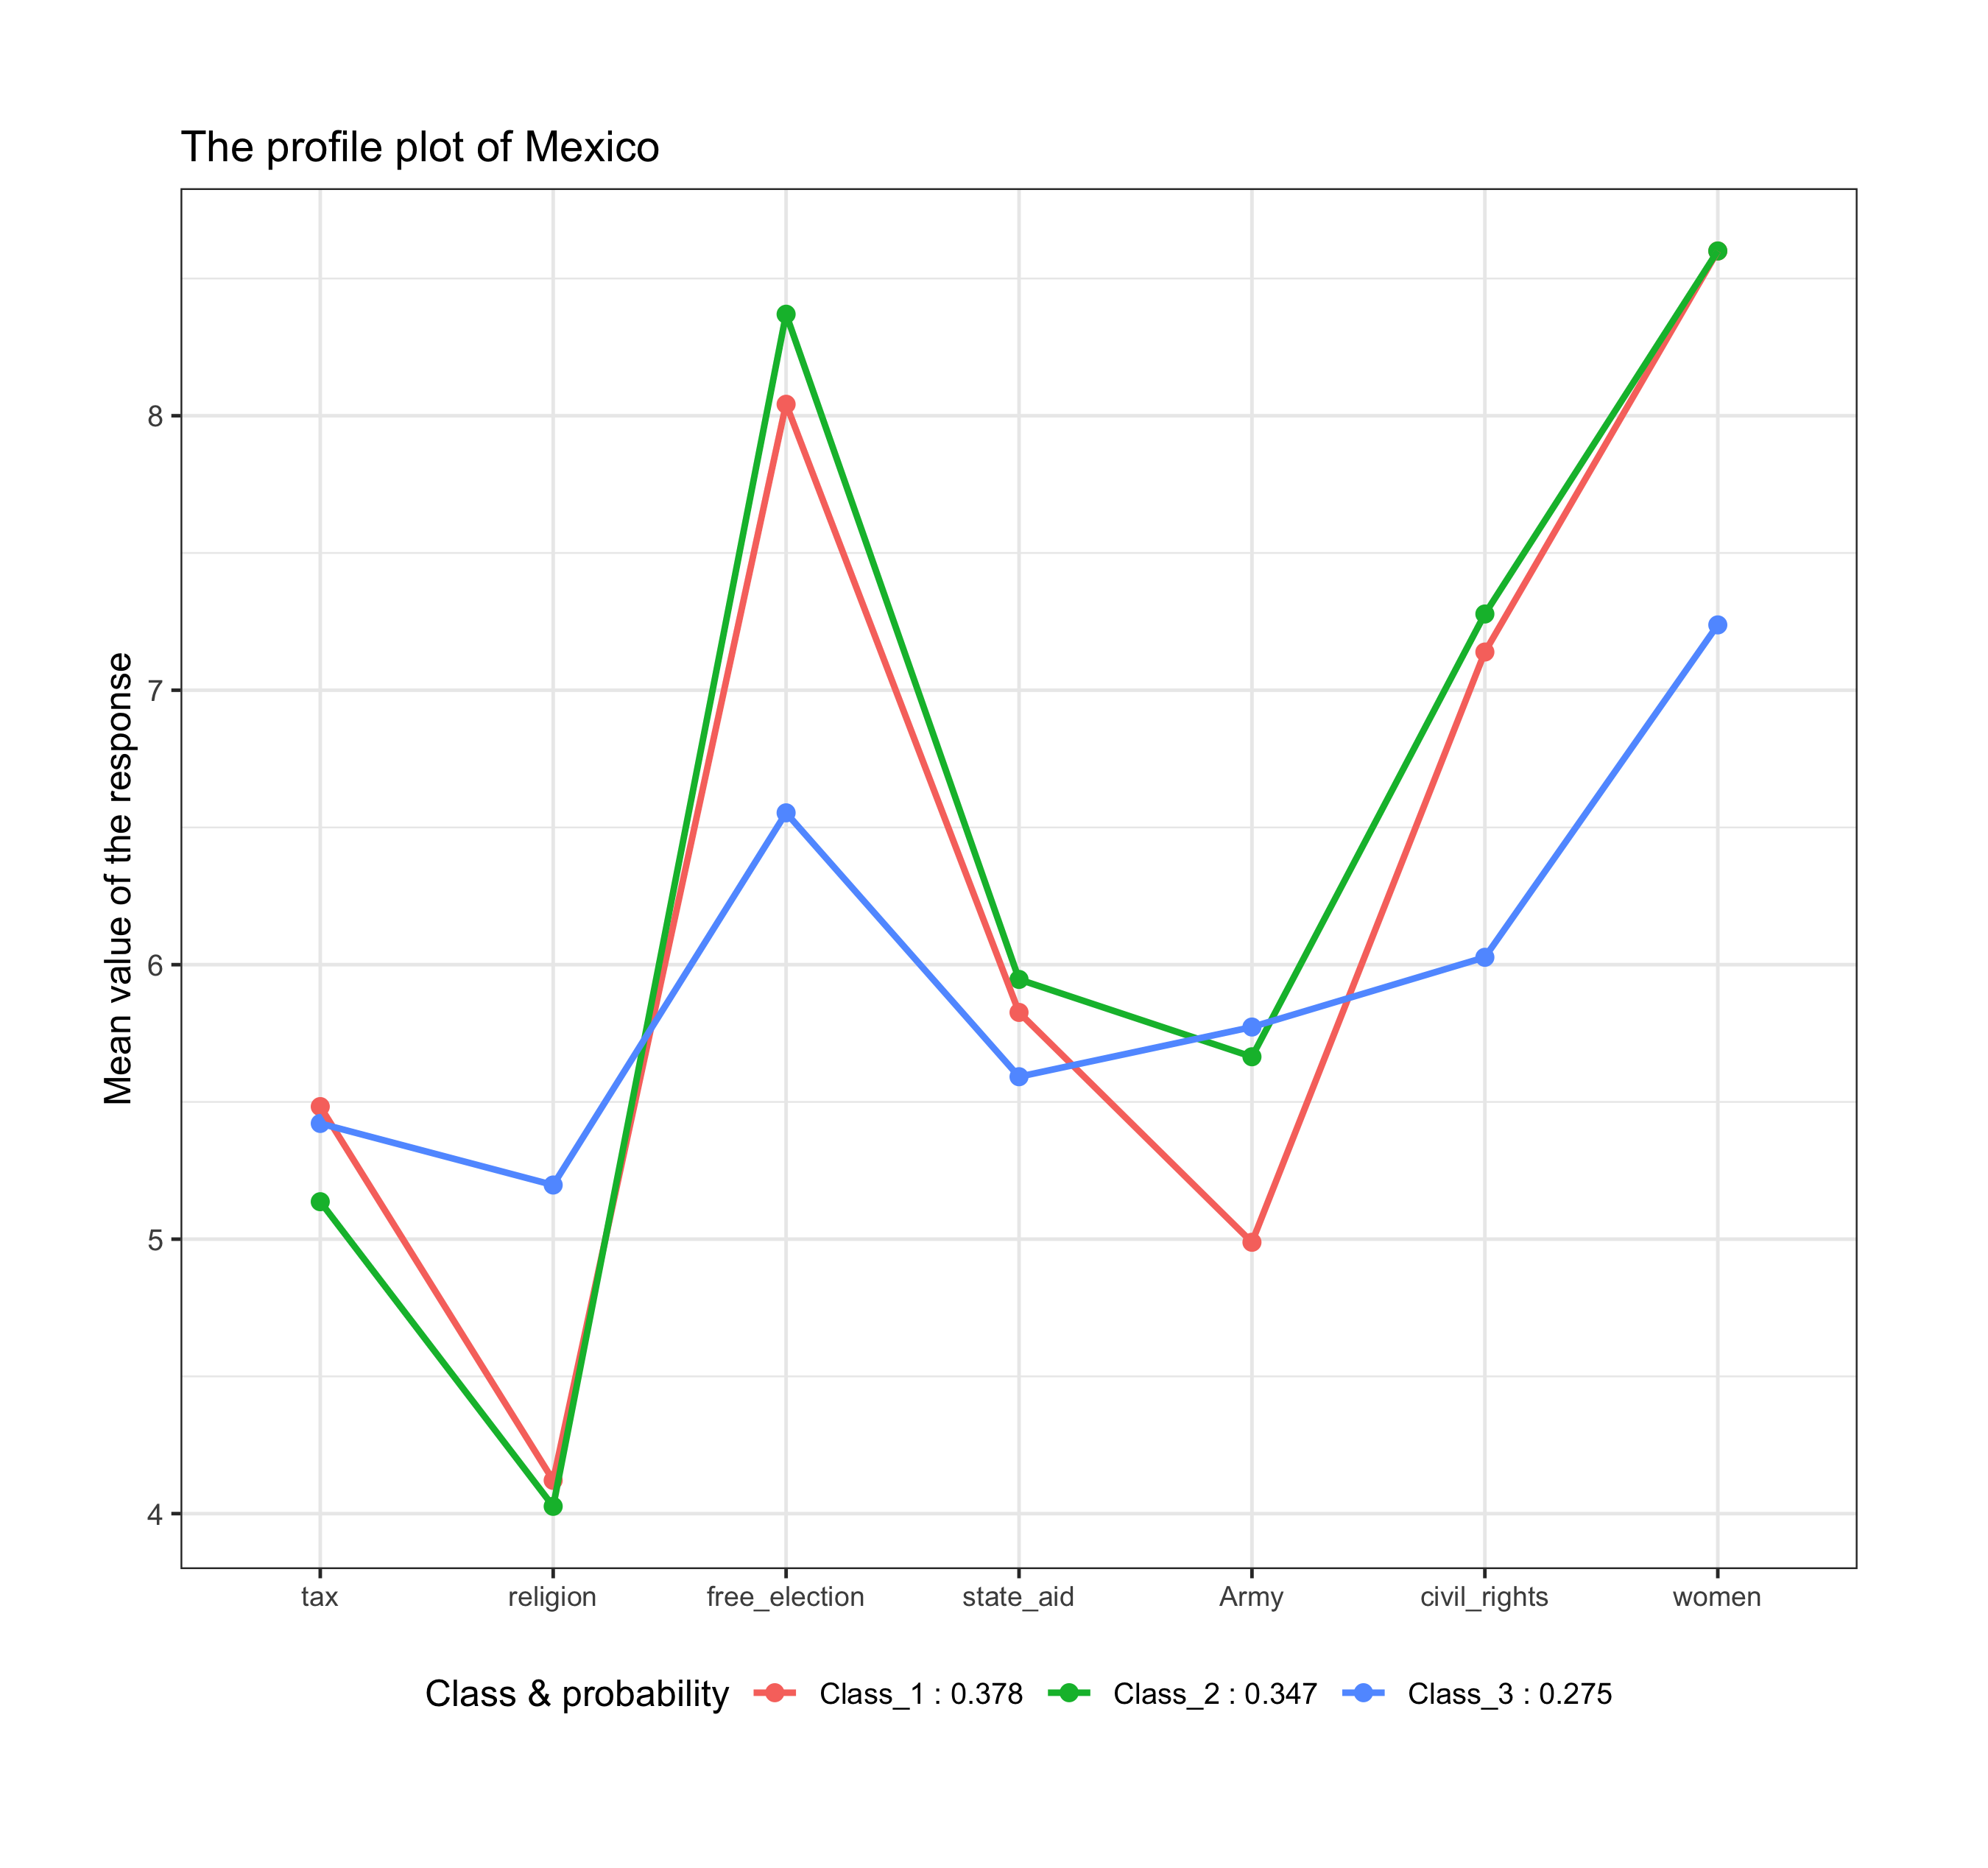 The profile plot of Mexico
Mean value of the response
8
7
6
5
4
tax religion free_election state_aid Army civil_rights women
Class & probability Class_1 : 0.378 Class_2 : 0.347 Class_3 : 0.275